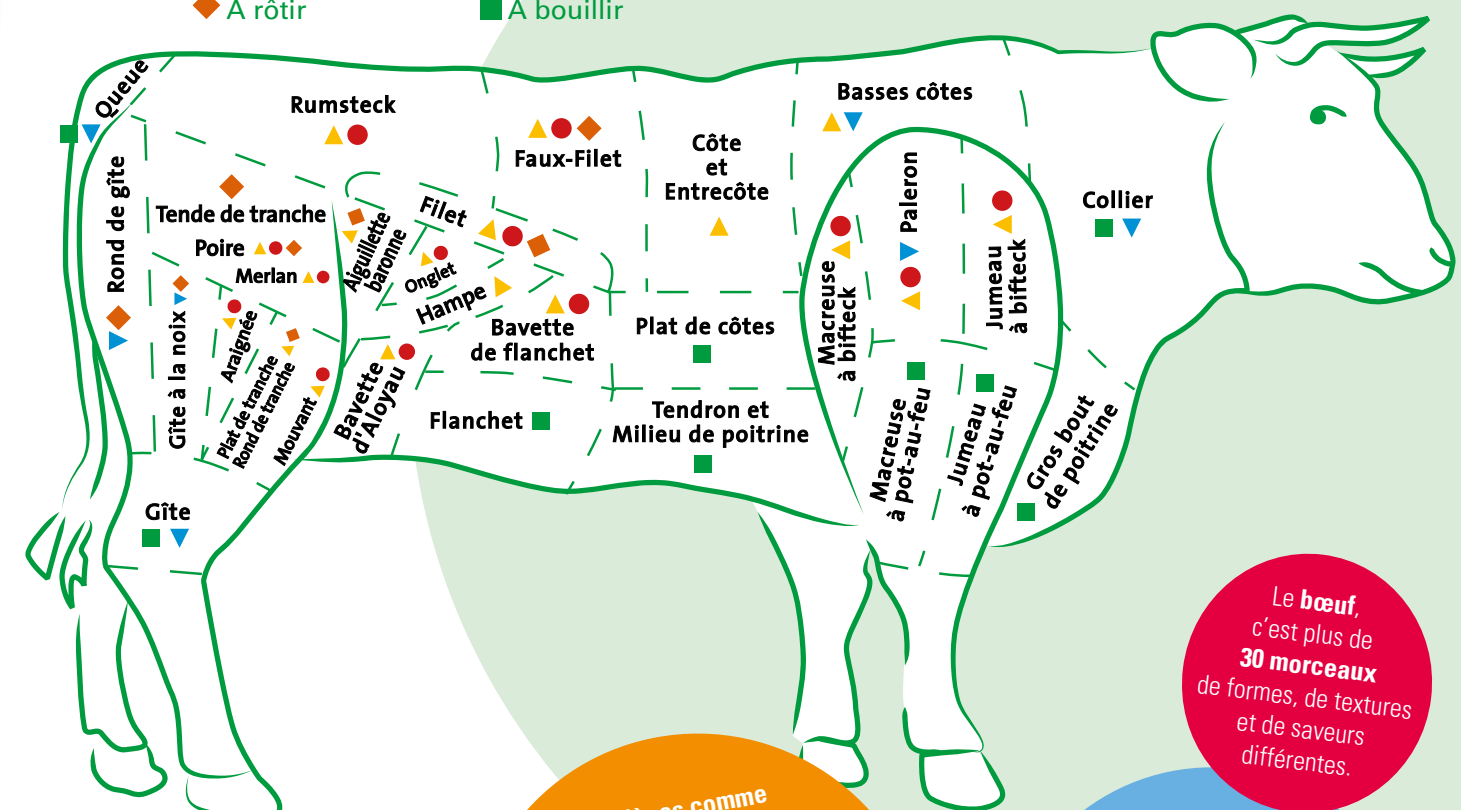 À rôtir
À bouillir
Queue
Rumsteck
Faux-Filet
Côte
et
Entrecôte
Basses côtes
Collier
Rond de gîte
Tende de tranche
Poire
Merlan
Aiguillette
baronne
Filet
Onglet
Hampe
Bavette
de flanchet
Plat de côtes
Macreuse
à bifteck
Paleron
Jumeau
à bifteck
Gîte à la noix
Araignée
Plat de tranche
Rond de tranche
Mouvant
Bavette
d'Aloyau
Flanchet
Tendron et
Milieu de poitrine
Macreuse
à pot-au-feu
Jumeau
à pot-au-feu
Gros bout
de poitrine
Gîte
Le bœuf,
c'est plus de
30 morceaux
de formes, de textures
et de saveurs
différentes.
comme